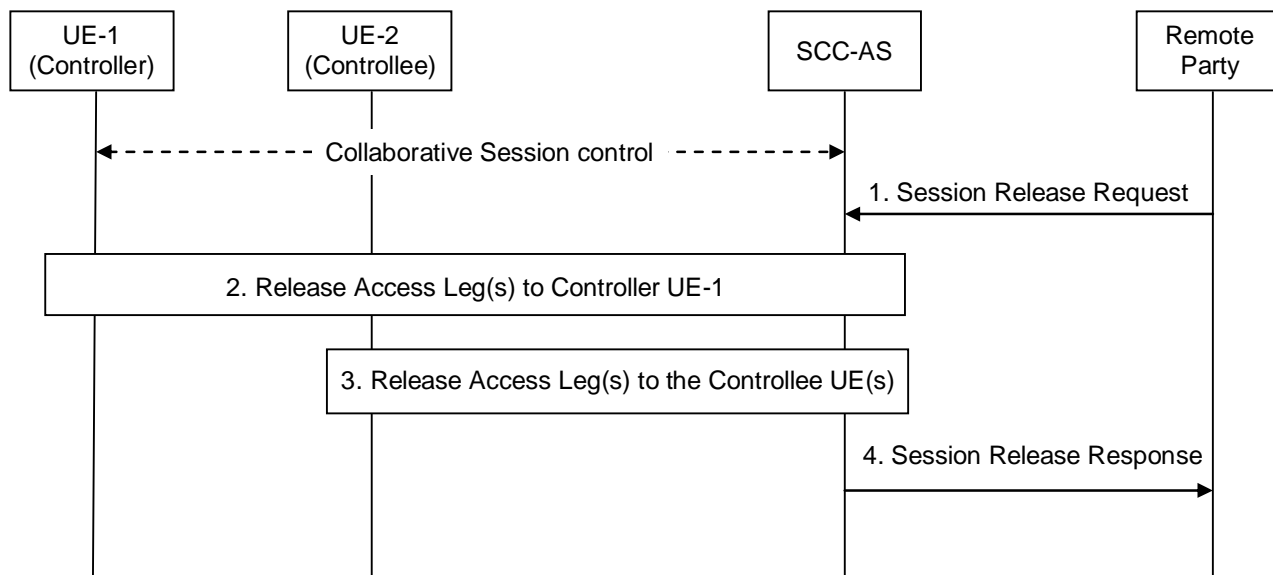 UE-1
(Controller)
UE-2
(Controllee)
SCC-AS
Remote
Party
Collaborative Session control
1. Session Release Request
2. Release Access Leg(s) to Controller UE-1
3. Release Access Leg(s) to the Controllee UE(s)
4. Session Release Response